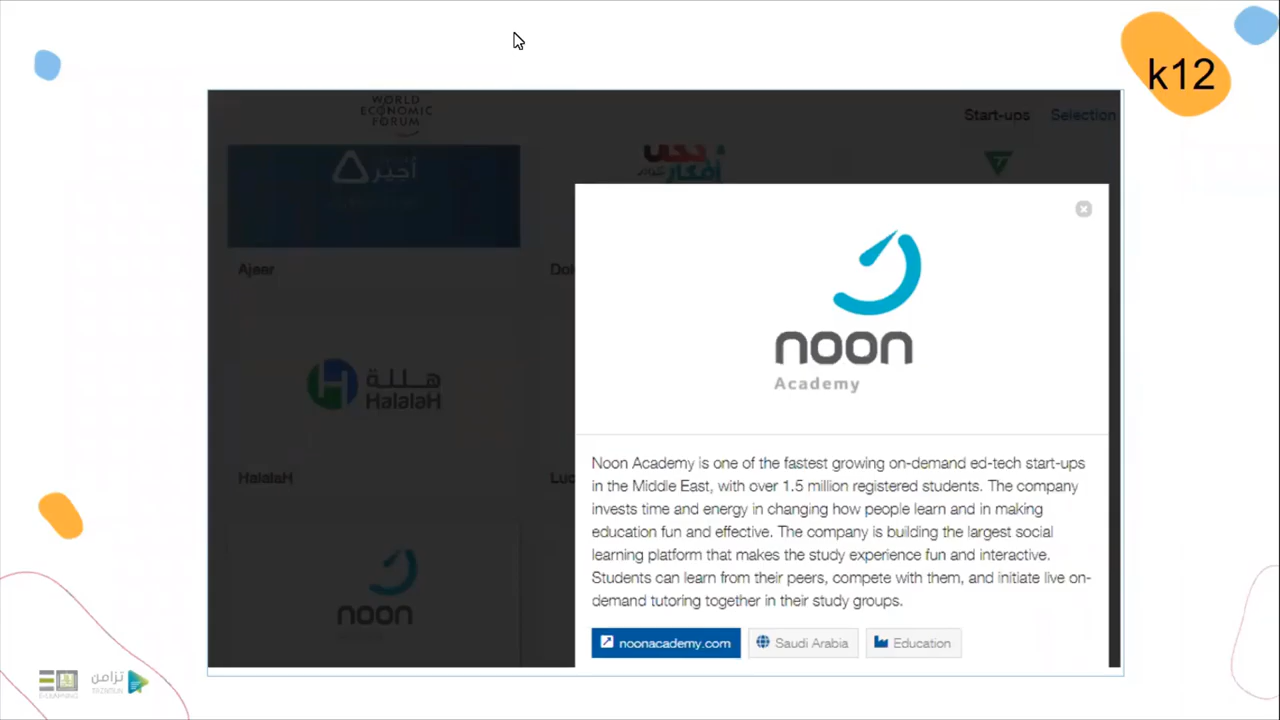 k12
WORLD
ECONOMIC
FORUM
Start-ups Selection
أجير
أفكار
Ajeer
noon
Academy
هللة
HalalaH
HalalaH
Noon Academy is one of the fastest growing on-demand ed-tech start-ups
in the Middle East, with over 1.5 million registered students. The company
invests time and energy in changing how people learn and in making
education fun and effective. The company is building the largest social
learning platform that makes the study experience fun and interactive.
Students can learn from their peers, compete with them, and initiate live on-
demand tutoring together in their study groups.
noon
noonacademy.com Saudi Arabia Education
E-LEARNING
تزامن
TAZAMUN